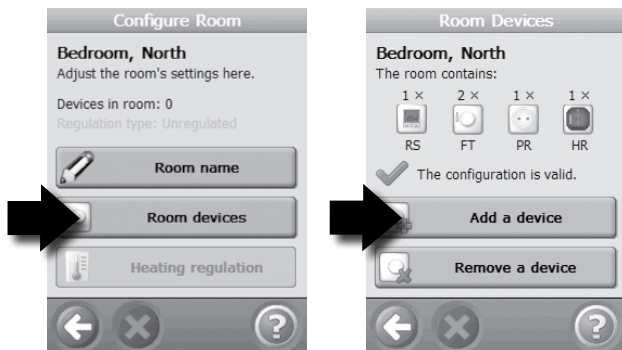 Configure Room
Bedroom, North
Adjust the room's settings here.
Devices in room: 0
Regulation type: Unregulated
Room name
Room devices
Heating regulation
?
Room Devices
Bedroom, North
The room contains:
1 × 2 × 1 × 1 ×
RS FT PR HR
The configuration is valid.
Add a device
Remove a device
?